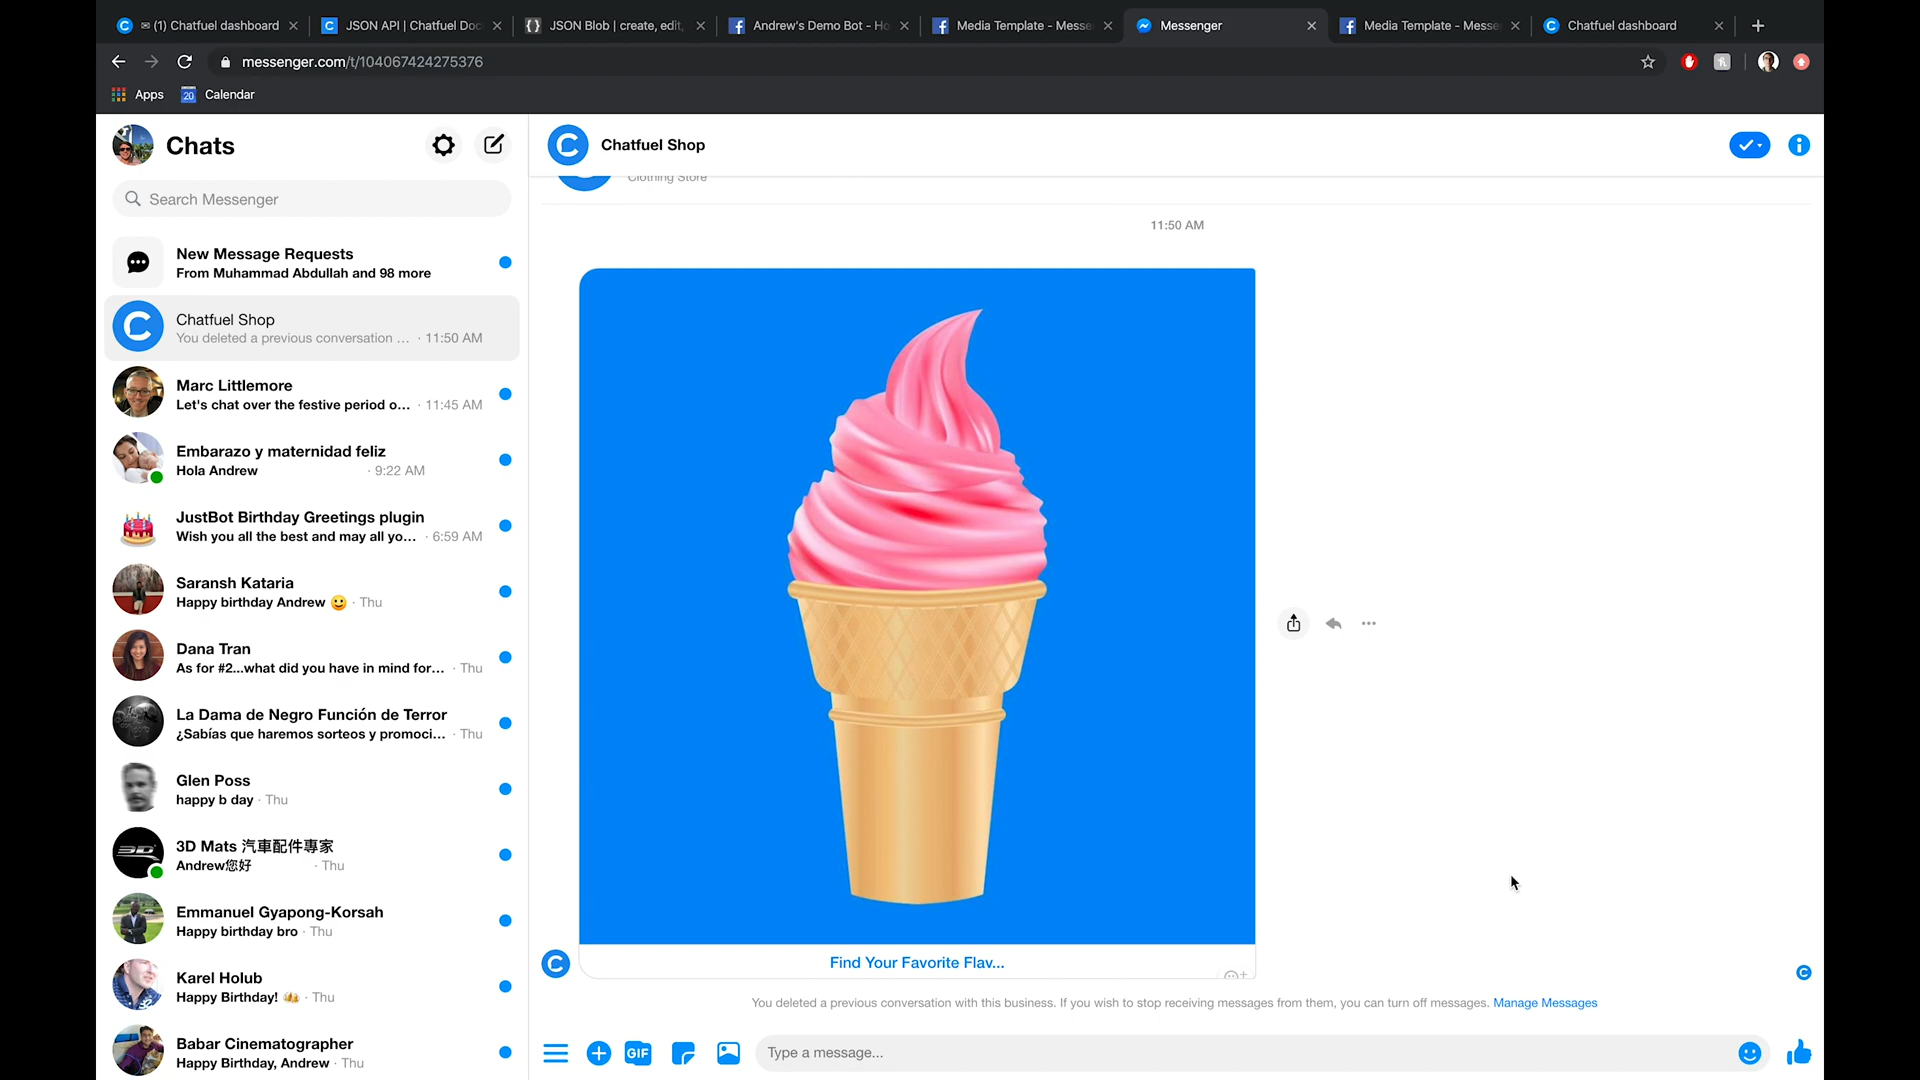 (1) Chatfuel dashboard
JSON API | Chatfuel Doc
JSON Blob | create, edit,
Andrew's Demo Bot - Ho
Media Template - Messe
Messenger
Media Template - Messe
Chatfuel dashboard
messenger.com/t/104067424275376
Apps
20
Calendar
Chats
Search Messenger
New Message Requests
From Muhammad Abdullah and 98 more
Chatfuel Shop
You deleted a previous conversation ... · 11:50 AM
Marc Littlemore
Let's chat over the festive period o... · 11:45 AM
Embarazo y maternidad feliz
Hola Andrew · 9:22 AM
JustBot Birthday Greetings plugin
Wish you all the best and may all yo... · 6:59 AM
Saransh Kataria
Happy birthday Andrew 🙂 · Thu
Dana Tran
As for #2...what did you have in mind for... · Thu
La Dama de Negro Función de Terror
¿Sabías que haremos sorteos y promoci... · Thu
Glen Poss
happy b day · Thu
3D Mats 汽車配件專家
Andrew您好 · Thu
Emmanuel Gyapong-Korsah
Happy birthday bro · Thu
Karel Holub
Happy Birthday! 🍻 · Thu
Babar Cinematographer
Happy Birthday, Andrew · Thu
Chatfuel Shop
Clothing Store
11:50 AM
Find Your Favorite Flav...
You deleted a previous conversation with this business. If you wish to stop receiving messages from them, you can turn off messages. Manage Messages
GIF
Type a message...